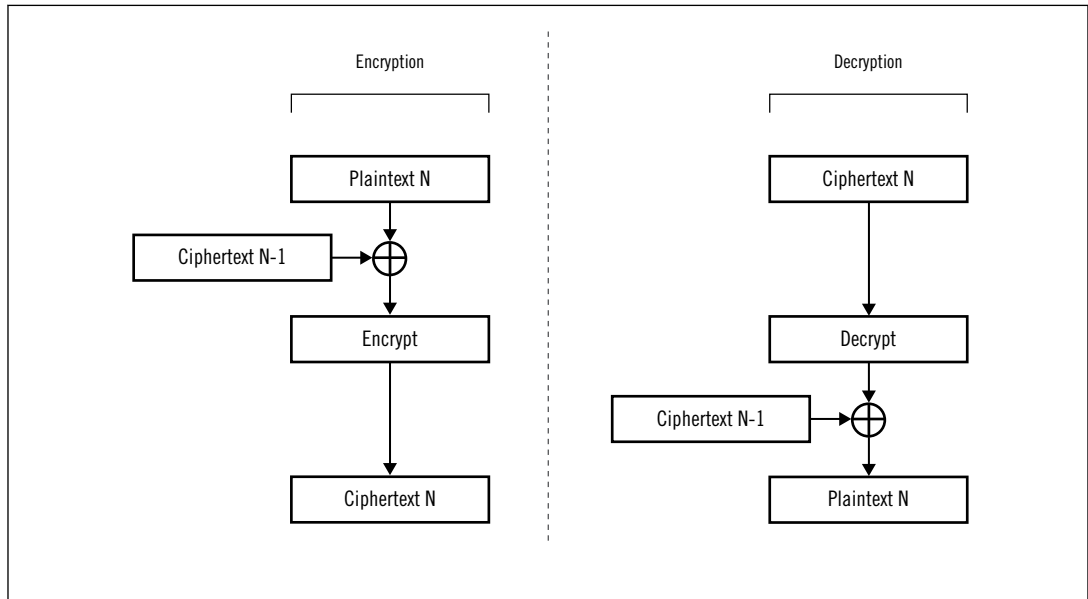 Encryption
Plaintext N
Ciphertext N-1
Encrypt
Ciphertext N
Decryption
Ciphertext N
Decrypt
Ciphertext N-1
Plaintext N